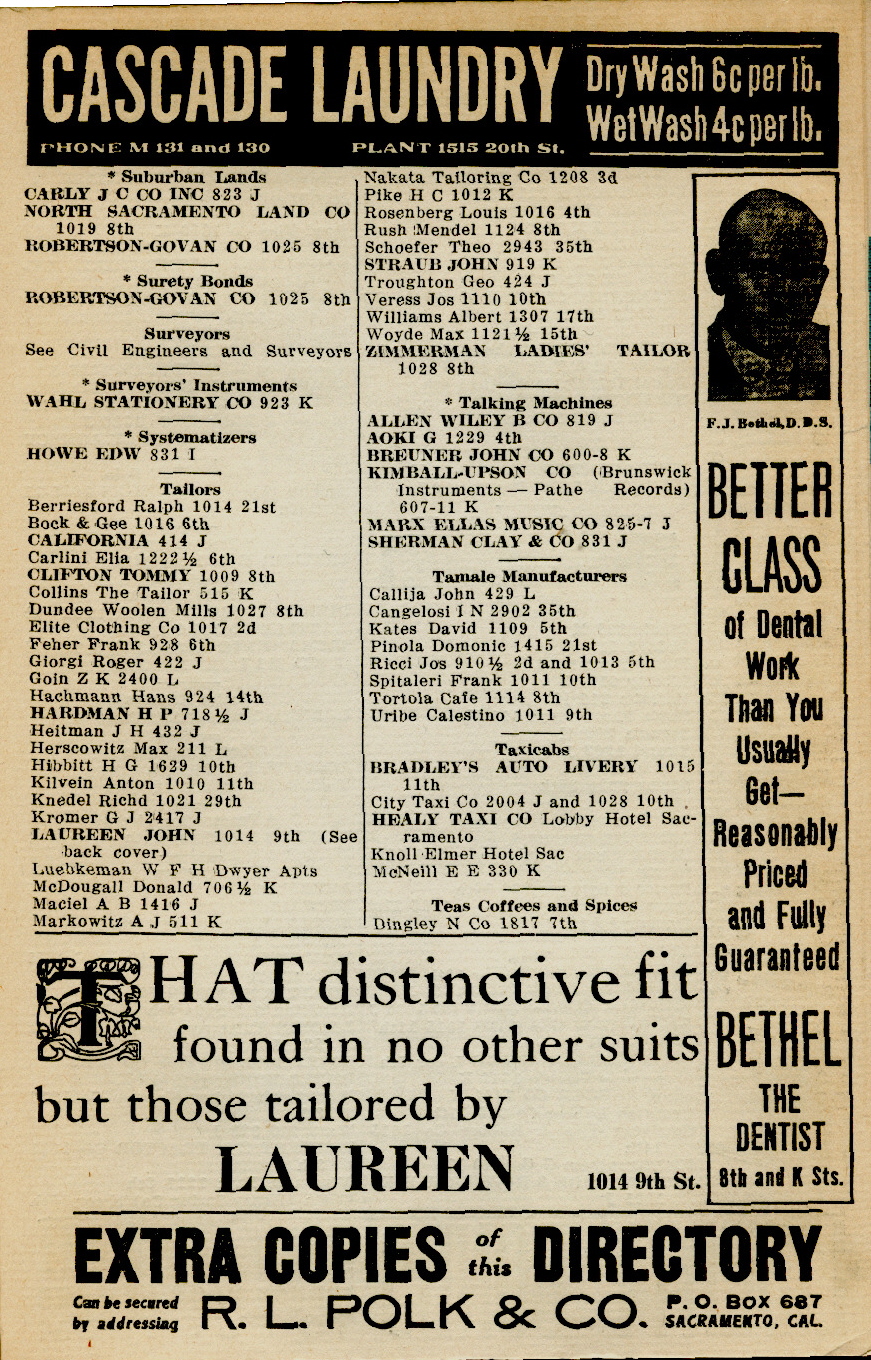 CASCADE LAUNDRY
Dry Wash 6c per lb.
Wet Wash 4c per lb.
PHONE M 131 and 130 PLANT 1515 20th St.
* Suburban Lands
CARLY J C CO INC 823 J
NORTH SACRAMENTO LAND CO
1019 8th
ROBERTSON-GOVAN CO 1025 8th
* Surety Bonds
ROBERTSON-GOVAN CO 1025 8th
Surveyors
See Civil Engineers and Surveyors
* Surveyors' Instruments
WAHL STATIONERY CO 923 K
* Systematizers
HOWE EDW 831 I
Tailors
Berriesford Ralph 1014 21st
Bock & Gee 1016 6th
CALIFORNIA 414 J
Carlini Elia 1222½ 6th
CLIFTON TOMMY 1009 8th
Collins The Tailor 515 K
Dundee Woolen Mills 1027 8th
Elite Clothing Co 1017 2d
Feher Frank 928 6th
Giorgi Roger 422 J
Goin Z K 2400 L
Hachmann Hans 924 14th
HARDMAN H P 718½ J
Heitman J H 432 J
Herscowitz Max 211 L
Hibbitt H G 1629 10th
Kilvein Anton 1010 11th
Knedel Richd 1021 29th
Kromer G J 2417 J
LAUREEN JOHN 1014 9th (See
back cover)
Luebkeman W F H Dwyer Apts
McDougall Donald 706½ K
Maciel A B 1416 J
Markowitz A J 511 K
Nakata Tailoring Co 1208 3d
Pike H C 1012 K
Rosenberg Louis 1016 4th
Rush Mendel 1124 8th
Schoefer Theo 2943 35th
STRAUB JOHN 919 K
Troughton Geo 424 J
Veress Jos 1110 10th
Williams Albert 1307 17th
Woyde Max 1121½ 15th
ZIMMERMAN LADIES' TAILOR
1028 8th
* Talking Machines
ALLEN WILEY B CO 819 J
AOKI G 1229 4th
BREUNER JOHN CO 600-8 K
KIMBALL-UPSON CO (Brunswick
Instruments — Pathe Records)
607-11 K
MARX ELLAS MUSIC CO 825-7 J
SHERMAN CLAY & CO 831 J
Tamale Manufacturers
Callija John 429 L
Cangelosi I N 2902 35th
Kates David 1109 5th
Pinola Domonic 1415 21st
Ricci Jos 910½ 2d and 1013 5th
Spitaleri Frank 1011 10th
Tortola Cafe 1114 8th
Uribe Calestino 1011 9th
Taxicabs
BRADLEY'S AUTO LIVERY 1015
11th
City Taxi Co 2004 J and 1028 10th
HEALY TAXI CO Lobby Hotel Sac-
ramento
Knoll Elmer Hotel Sac
McNeill E E 330 K
Teas Coffees and Spices
Dingley N Co 1817 7th
F. J. Bethel, D. D. S.
BETTER
CLASS
of Dental
Work
Than You
Usually
Get—
Reasonably
Priced
and Fully
Guaranteed
BETHEL
THE
DENTIST
8th and K Sts.
THAT distinctive fit
found in no other suits
but those tailored by
LAUREEN 1014 9th St.
EXTRA COPIES of this DIRECTORY
Can be secured
by addressing
R. L. POLK & CO.
P. O. BOX 687
SACRAMENTO, CAL.